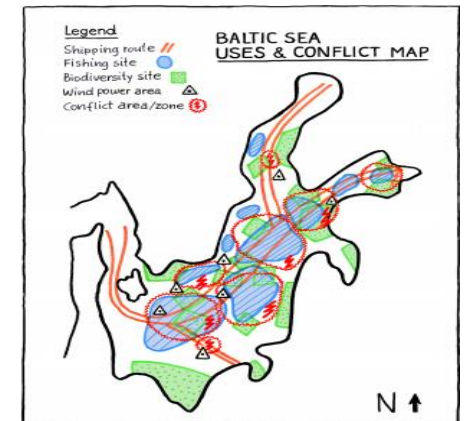 Legend
Shipping route
Fishing site
Biodiversity site
Wind power area
Conflict area/zone
BALTIC SEA
USES & CONFLICT MAP
N